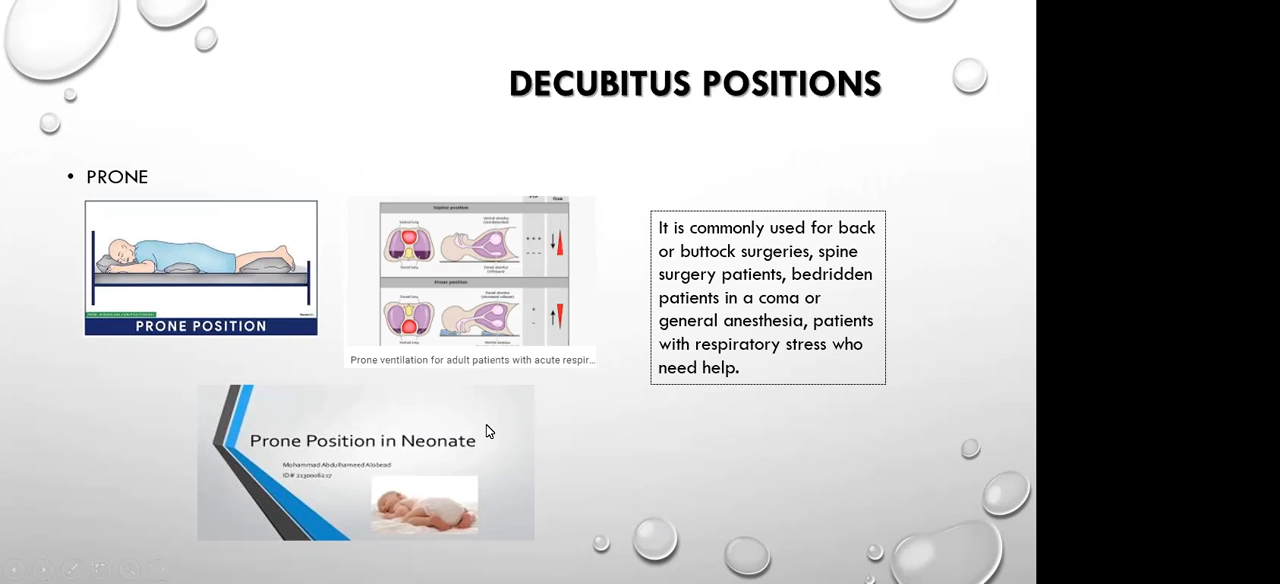 DECUBITUS POSITIONS
• PRONE
PRONE POSITION
Supine position
Prone position
Prone ventilation for adult patients with acute respir...
It is commonly used for back
or buttock surgeries, spine
surgery patients, bedridden
patients in a coma or
general anesthesia, patients
with respiratory stress who
need help.
Prone Position in Neonate
Mohammad Abdulhameed Alobead
ID#